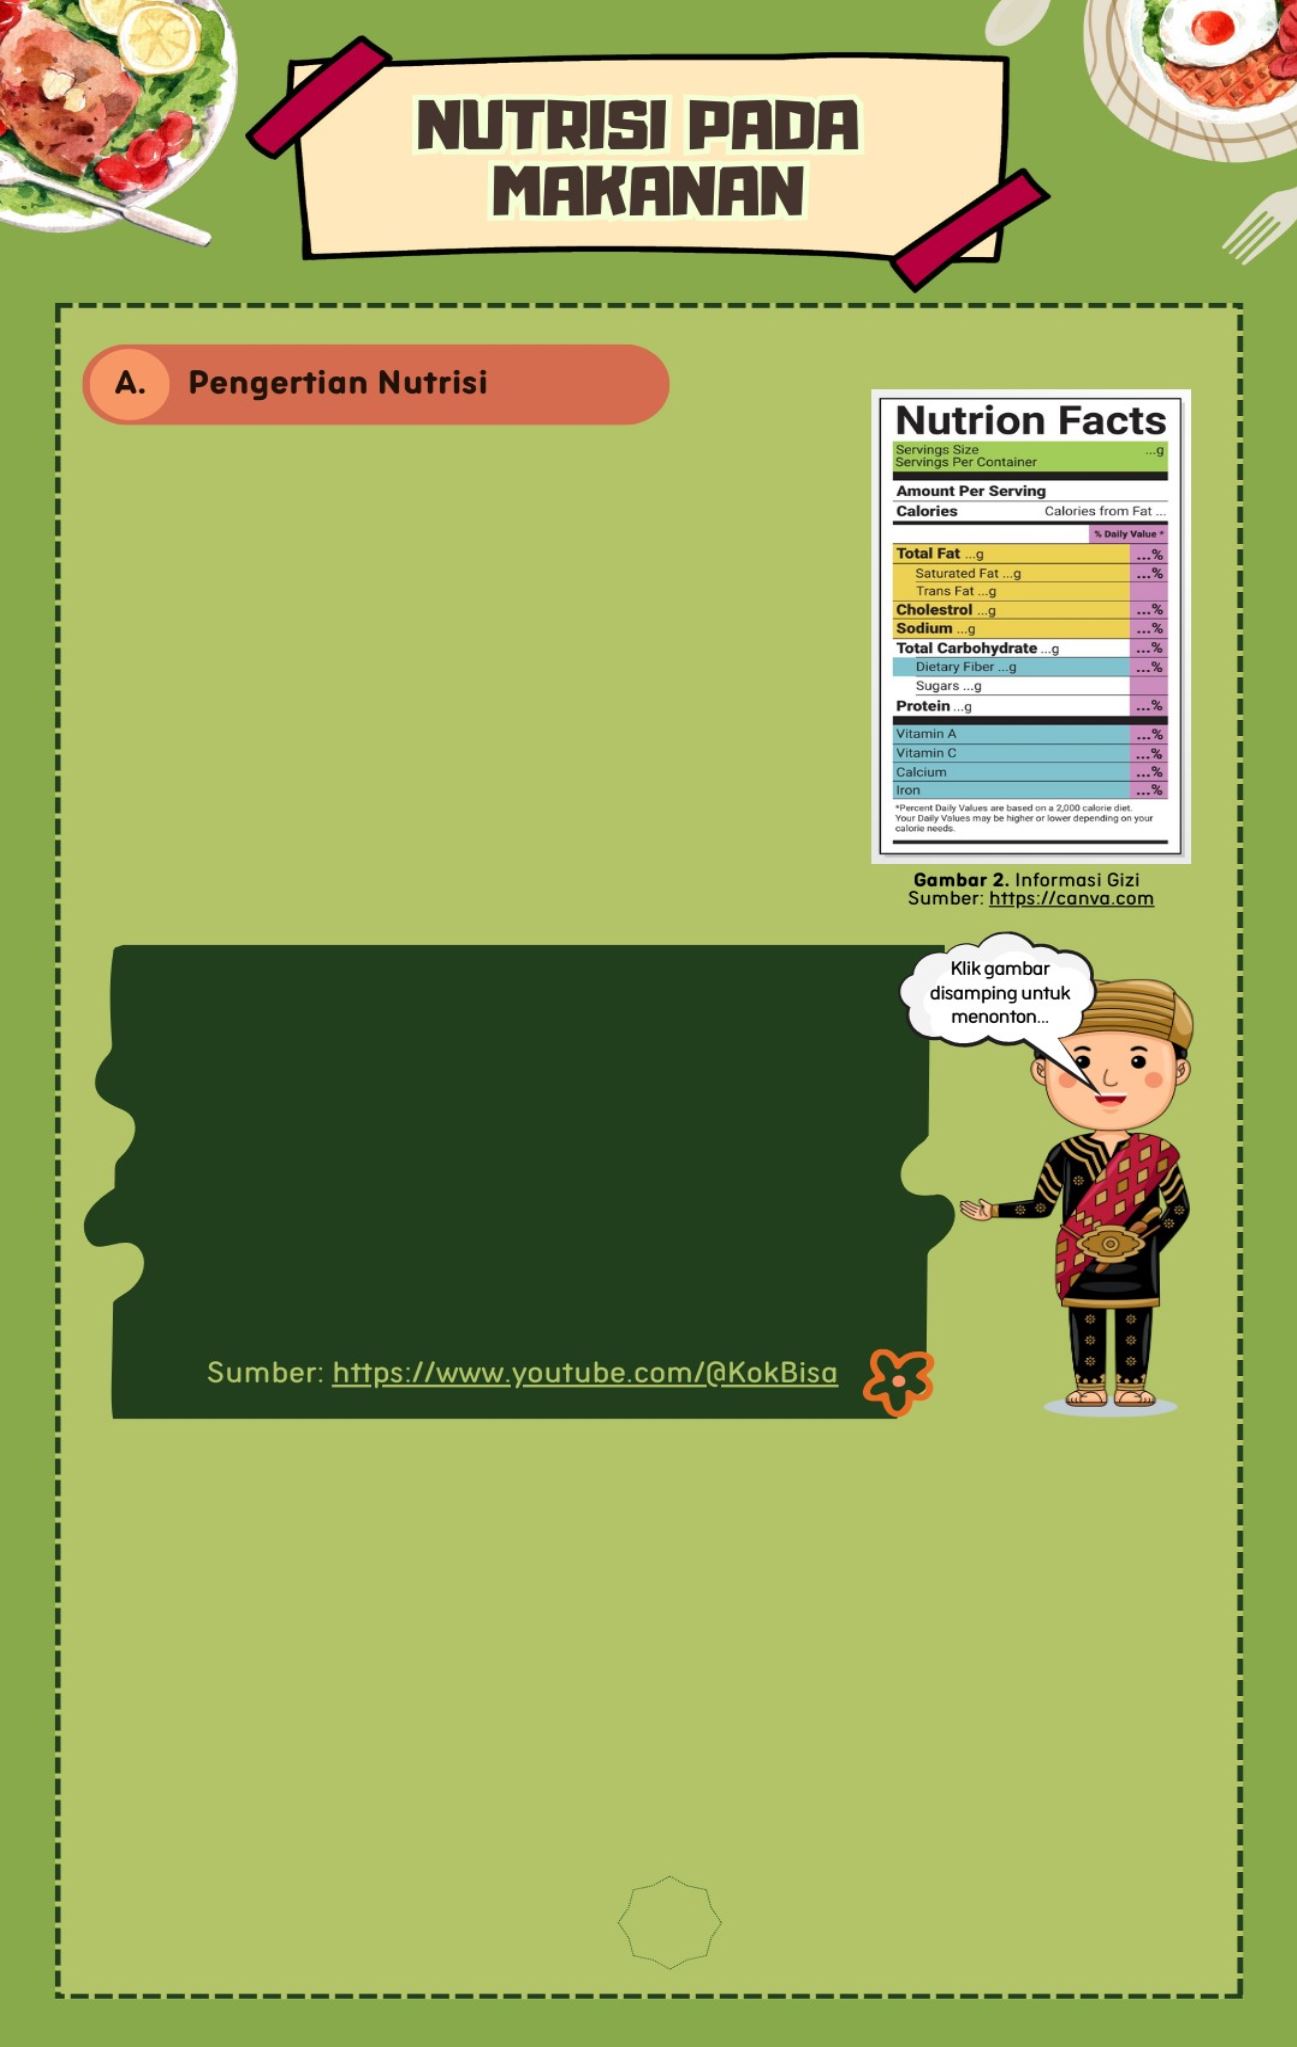 NUTRISI PADA
MAKANAN
A. Pengertian Nutrisi
Nutrion Facts
Servings Size ...g
Servings Per Container
Amount Per Serving
Calories Calories from Fat ...
% Daily Value *
Total Fat ...g ...%
Saturated Fat ...g ...%
Trans Fat ...g
Cholestrol ...g ...%
Sodium ...g ...%
Total Carbohydrate ...g ...%
Dietary Fiber ...g ...%
Sugars ...g
Protein ...g ...%
Vitamin A ...%
Vitamin C ...%
Calcium ...%
Iron ...%
*Percent Daily Values are based on a 2,000 calorie diet.
Your Daily Values may be higher or lower depending on your
calorie needs.
Gambar 2. Informasi Gizi
Sumber: https://canva.com
Klik gambar
disamping untuk
menonton...
Sumber: https://www.youtube.com/@KokBisa